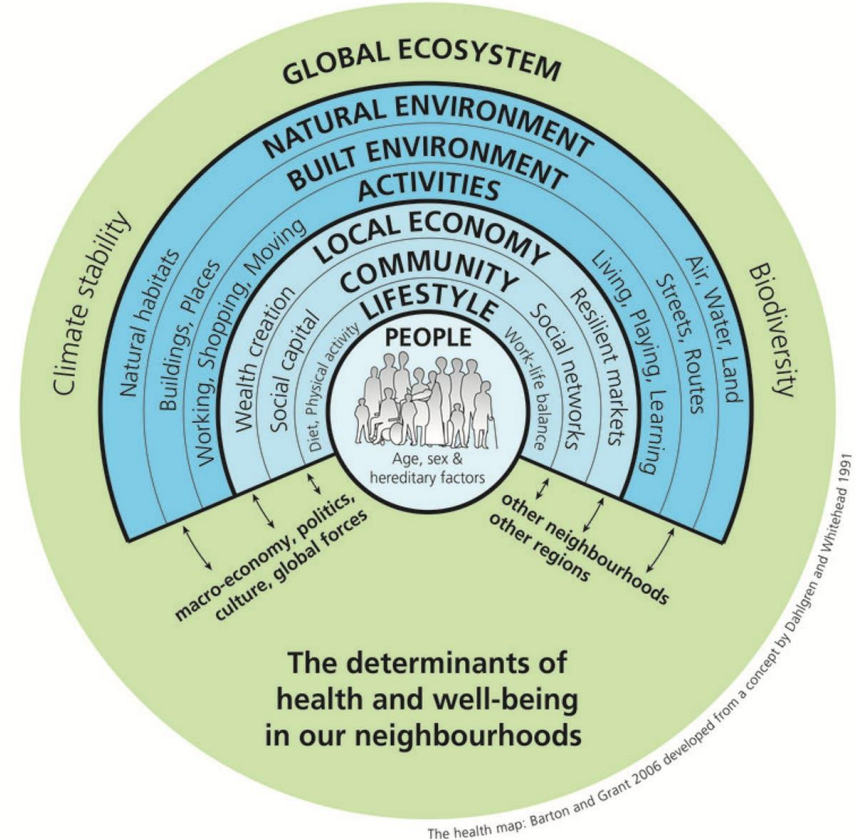 GLOBAL ECOSYSTEM
NATURAL ENVIRONMENT
BUILT ENVIRONMENT
ACTIVITIES
LOCAL ECONOMY
COMMUNITY
LIFESTYLE
PEOPLE
Age, sex &
hereditary factors
Climate stability
Natural habitats
Buildings, Places
Working, Shopping, Moving
Wealth creation
Social capital
Diet, Physical activity
Work-life balance
Social networks
Resilient markets
Living, Playing, Learning
Streets, Routes
Air, Water, Land
Biodiversity
macro-economy, politics,
culture, global forces
other neighbourhoods
other regions
The determinants of
health and well-being
in our neighbourhoods
The health map: Barton and Grant 2006 developed from a concept by Dahlgren and Whitehead 1991